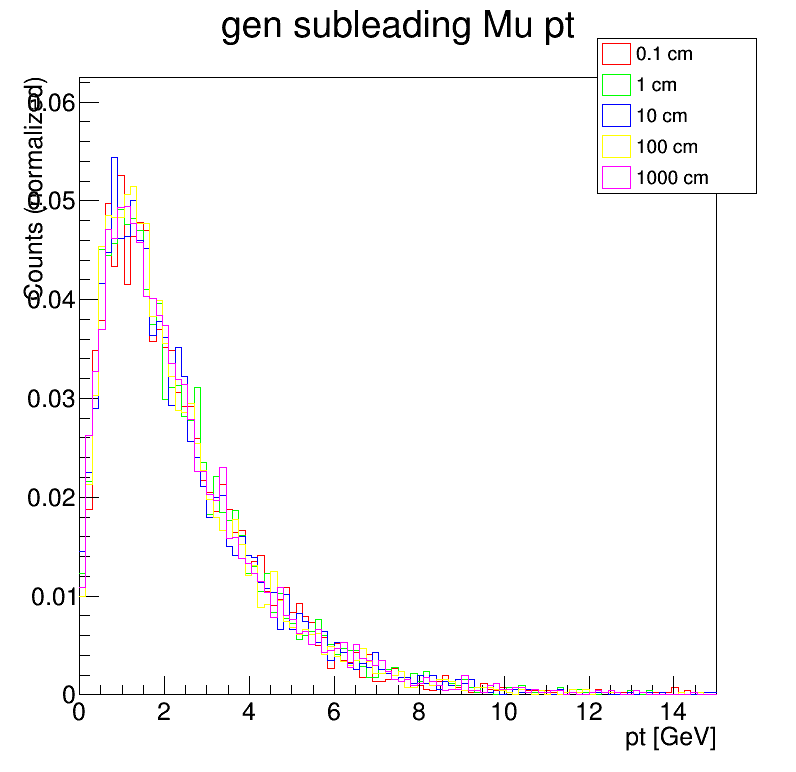 gen subleading Mu pt
0.1 cm
1 cm
10 cm
100 cm
1000 cm
Counts (normalized)
0.06
0.05
0.04
0.03
0.02
0.01
0
0 2 4 6 8 10 12 14
pt [GeV]